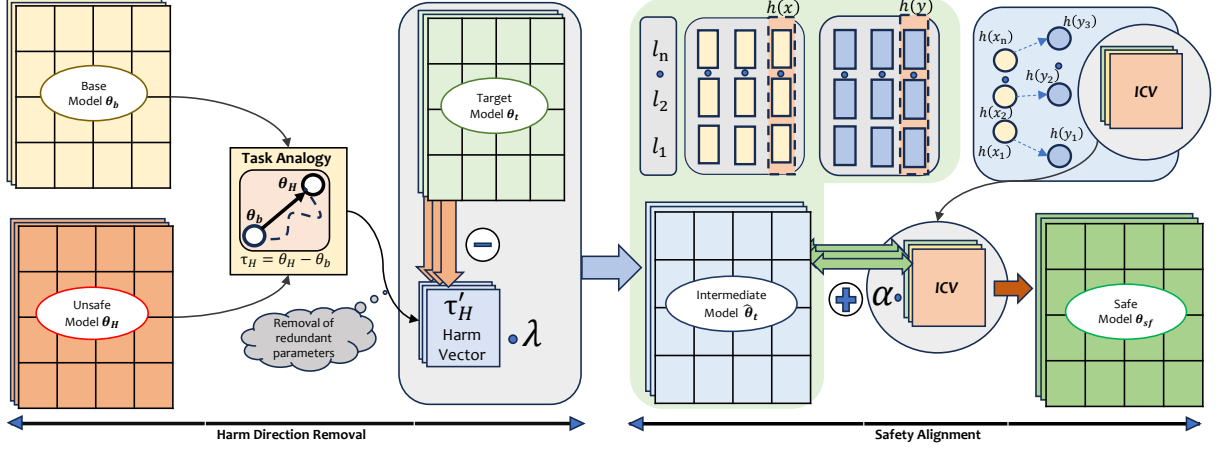 Base
Model θ_b
Unsafe
Model θ_H
Task Analogy
θ_H
θ_b
τ_H = θ_H − θ_b
Removal of
redundant
parameters
Target
Model θ_t
−
τ′_H
Harm
Vector
• λ
Harm Direction Removal
l_n
l_2
l_1
h(x)
h(y)
h(x_n)
h(x_2)
h(x_1)
h(y_3)
h(y_2)
h(y_1)
ICV
Intermediate
Model θ̂_t
+
α
ICV
Safe
Model θ_sf
Safety Alignment